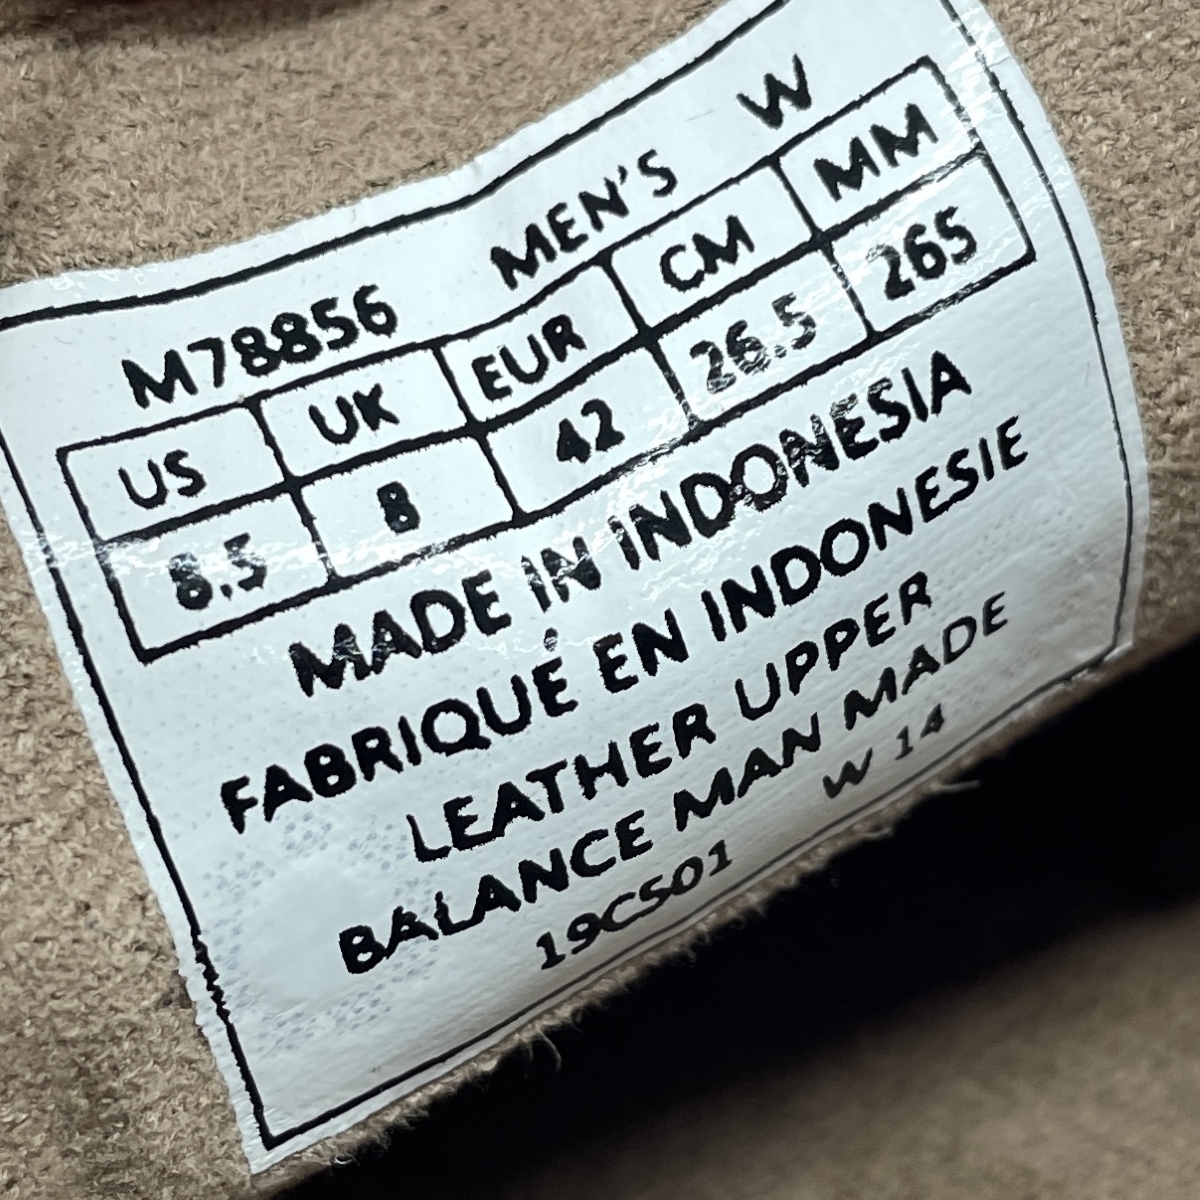 M78856 MEN'S W
US UK EUR CM MM
8.5 8 42 26.5 265
MADE IN INDONESIA
FABRIQUÉ EN INDONESIE
LEATHER UPPER
BALANCE MAN MADE
19CS01 W 14